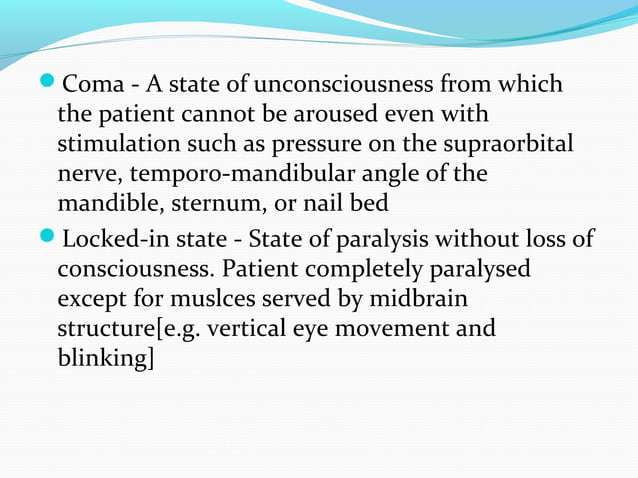 Coma - A state of unconsciousness from which
the patient cannot be aroused even with
stimulation such as pressure on the supraorbital
nerve, temporo-mandibular angle of the
mandible, sternum, or nail bed
Locked-in state - State of paralysis without loss of
consciousness. Patient completely paralysed
except for muslces served by midbrain
structure[e.g. vertical eye movement and
blinking]